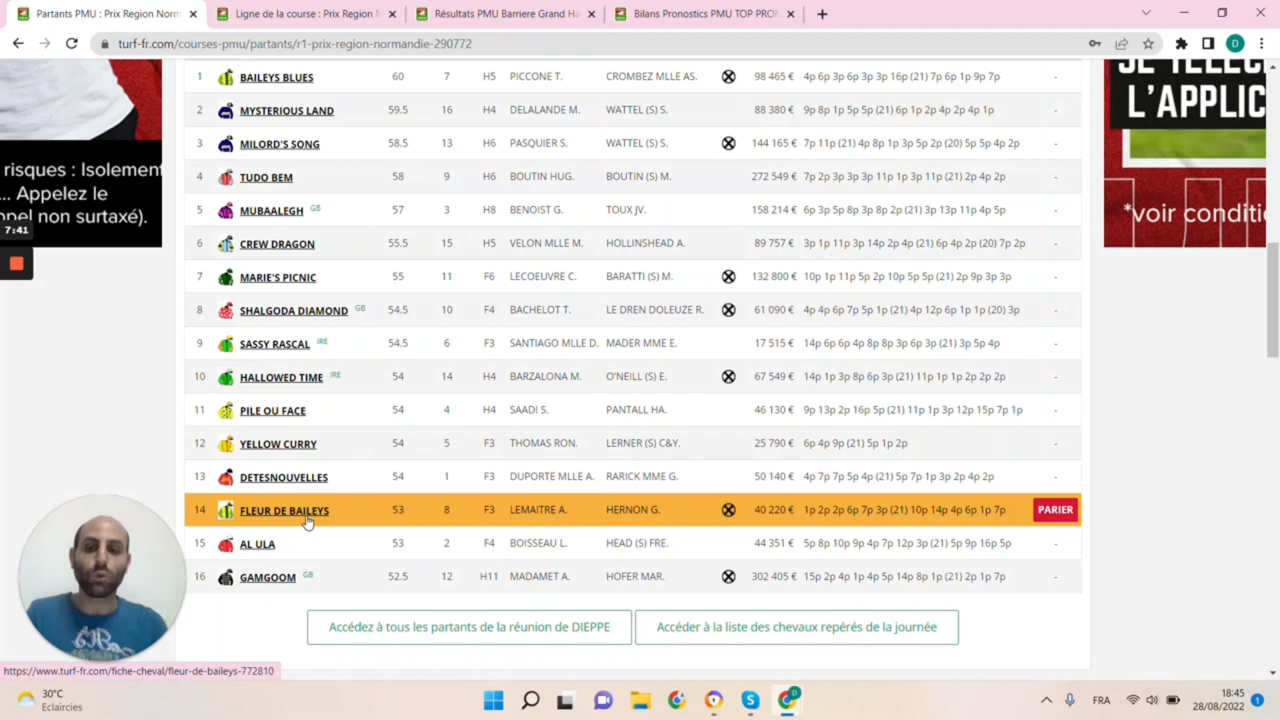 Partants PMU : Prix Region Norm
Ligne de la course : Prix Region N
Résultats PMU Barriere Grand Ha
Bilans Pronostics PMU TOP PRO
turf-fr.com/courses-pmu/partants/r1-prix-region-normandie-290772
D
risques : Isolement
... Appelez le
ppel non surtaxé).
7:41
JE TÉLÉC
L'APPLIC
*voir conditi
1 BAILEYS BLUES 60 7 H5 PICCONE T. CROMBEZ MLLE AS. 98 465 € 4p 6p 3p 6p 3p 3p 16p (21) 7p 6p 1p 9p 7p -
2 MYSTERIOUS LAND 59.5 16 H4 DELALANDE M. WATTEL (S) S. 88 380 € 9p 8p 1p 5p 5p (21) 6p 1p 2p 4p 2p 4p 1p -
3 MILORD'S SONG 58.5 13 H6 PASQUIER S. WATTEL (S) S. 144 165 € 7p 11p (21) 4p 8p 1p 3p 5p 2p (20) 5p 5p 4p 2p -
4 TUDO BEM 58 9 H6 BOUTIN HUG. BOUTIN (S) M. 272 549 € 7p 2p 3p 3p 3p 11p 1p 3p 11p (21) 2p 4p 2p -
5 MUBAALEGH GB 57 3 H8 BENOIST G. TOUX JV. 158 214 € 6p 3p 5p 8p 3p 8p 2p (21) 3p 13p 11p 4p 5p -
6 CREW DRAGON 55.5 15 H5 VELON MLLE M. HOLLINSHEAD A. 89 757 € 3p 1p 11p 3p 14p 2p 4p (21) 6p 4p 2p (20) 7p 2p -
7 MARIE'S PICNIC 55 11 F6 LECOEUVRE C. BARATTI (S) M. 132 800 € 10p 1p 11p 5p 2p 10p 5p 5p (21) 2p 9p 3p 3p -
8 SHALGODA DIAMOND GB 54.5 10 F4 BACHELOT T. LE DREN DOLEUZE R. 61 090 € 4p 4p 6p 7p 5p 1p (21) 4p 12p 6p 1p 1p (20) 3p -
9 SASSY RASCAL IRE 54.5 6 F3 SANTIAGO MLLE D. MADER MME E. 17 515 € 14p 6p 6p 4p 8p 8p 3p 6p 3p (21) 3p 5p 4p -
10 HALLOWED TIME IRE 54 14 H4 BARZALONA M. O'NEILL (S) E. 67 549 € 14p 1p 3p 8p 6p 3p (21) 11p 1p 1p 2p 2p 2p -
11 PILE OU FACE 54 4 H4 SAADI S. PANTALL HA. 46 130 € 9p 13p 2p 16p 5p (21) 11p 1p 3p 12p 15p 7p 1p -
12 YELLOW CURRY 54 5 F3 THOMAS RON. LERNER (S) C&Y. 25 790 € 6p 4p 9p (21) 5p 1p 2p -
13 DETESNOUVELLES 54 1 F3 DUPORTE MLLE A. RARICK MME G. 50 140 € 4p 7p 7p 5p 4p (21) 5p 7p 1p 3p 2p 4p 2p -
14 FLEUR DE BAILEYS 53 8 F3 LEMAITRE A. HERNON G. 40 220 € 1p 2p 2p 6p 7p 3p (21) 10p 14p 4p 6p 1p 7p PARIER
15 AL ULA 53 2 F4 BOISSEAU L. HEAD (S) FRE. 44 351 € 5p 8p 10p 9p 4p 7p 12p 3p (21) 5p 9p 16p 5p -
16 GAMGOOM GB 52.5 12 H11 MADAMET A. HOFER MAR. 302 405 € 15p 2p 4p 1p 4p 5p 14p 8p 1p (21) 2p 1p 7p -
Accédez à tous les partants de la réunion de DIEPPE
Accéder à la liste des chevaux repérés de la journée
https://www.turf-fr.com/fiche-cheval/fleur-de-baileys-772810
30°C
Eclaircies
FRA
18:45
28/08/2022
1